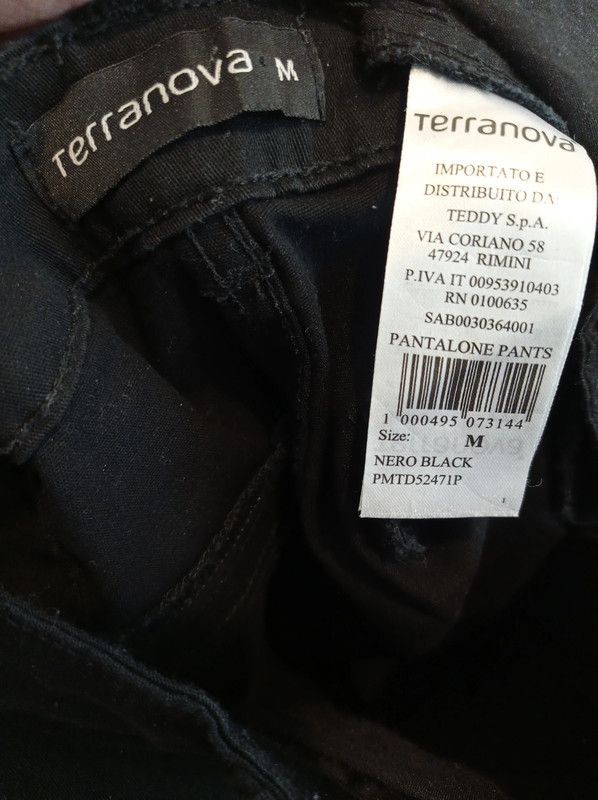 Terranova M
Terranova
IMPORTATO E
DISTRIBUITO DA:
TEDDY S.p.A.
VIA CORIANO 58
47924 RIMINI
P.IVA IT 00953910403
RN 0100635
SAB0030364001
PANTALONE PANTS
1 000495 073144
Size: M
NERO BLACK
PMTD52471P
1